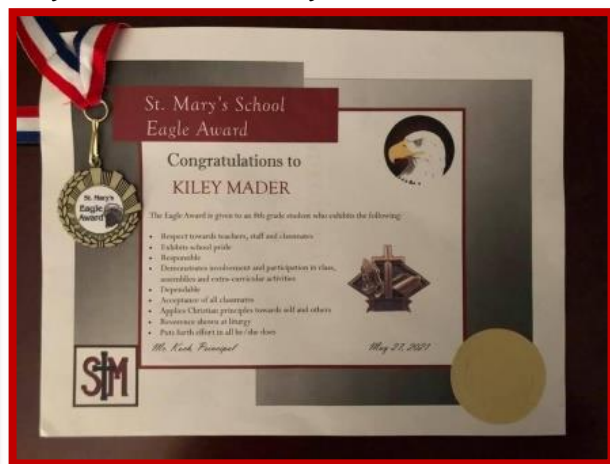 St. Mary's School
Eagle Award
Congratulations to
KILEY MADER
The Eagle Award is given to an 8th grade student who exhibits the following:
• Respect towards teachers, staff and classmates
• Exhibits school pride
• Responsible
• Demonstrates involvement and participation in class,
assemblies and extra-curricular activities
• Dependable
• Acceptance of all classmates
• Applies Christian principles towards self and others
• Reverence shown at liturgy
• Puts forth effort in all he/she does
Mr. Koch, Principal
May 27, 2021
St. Mary's
Eagle
Award
StM